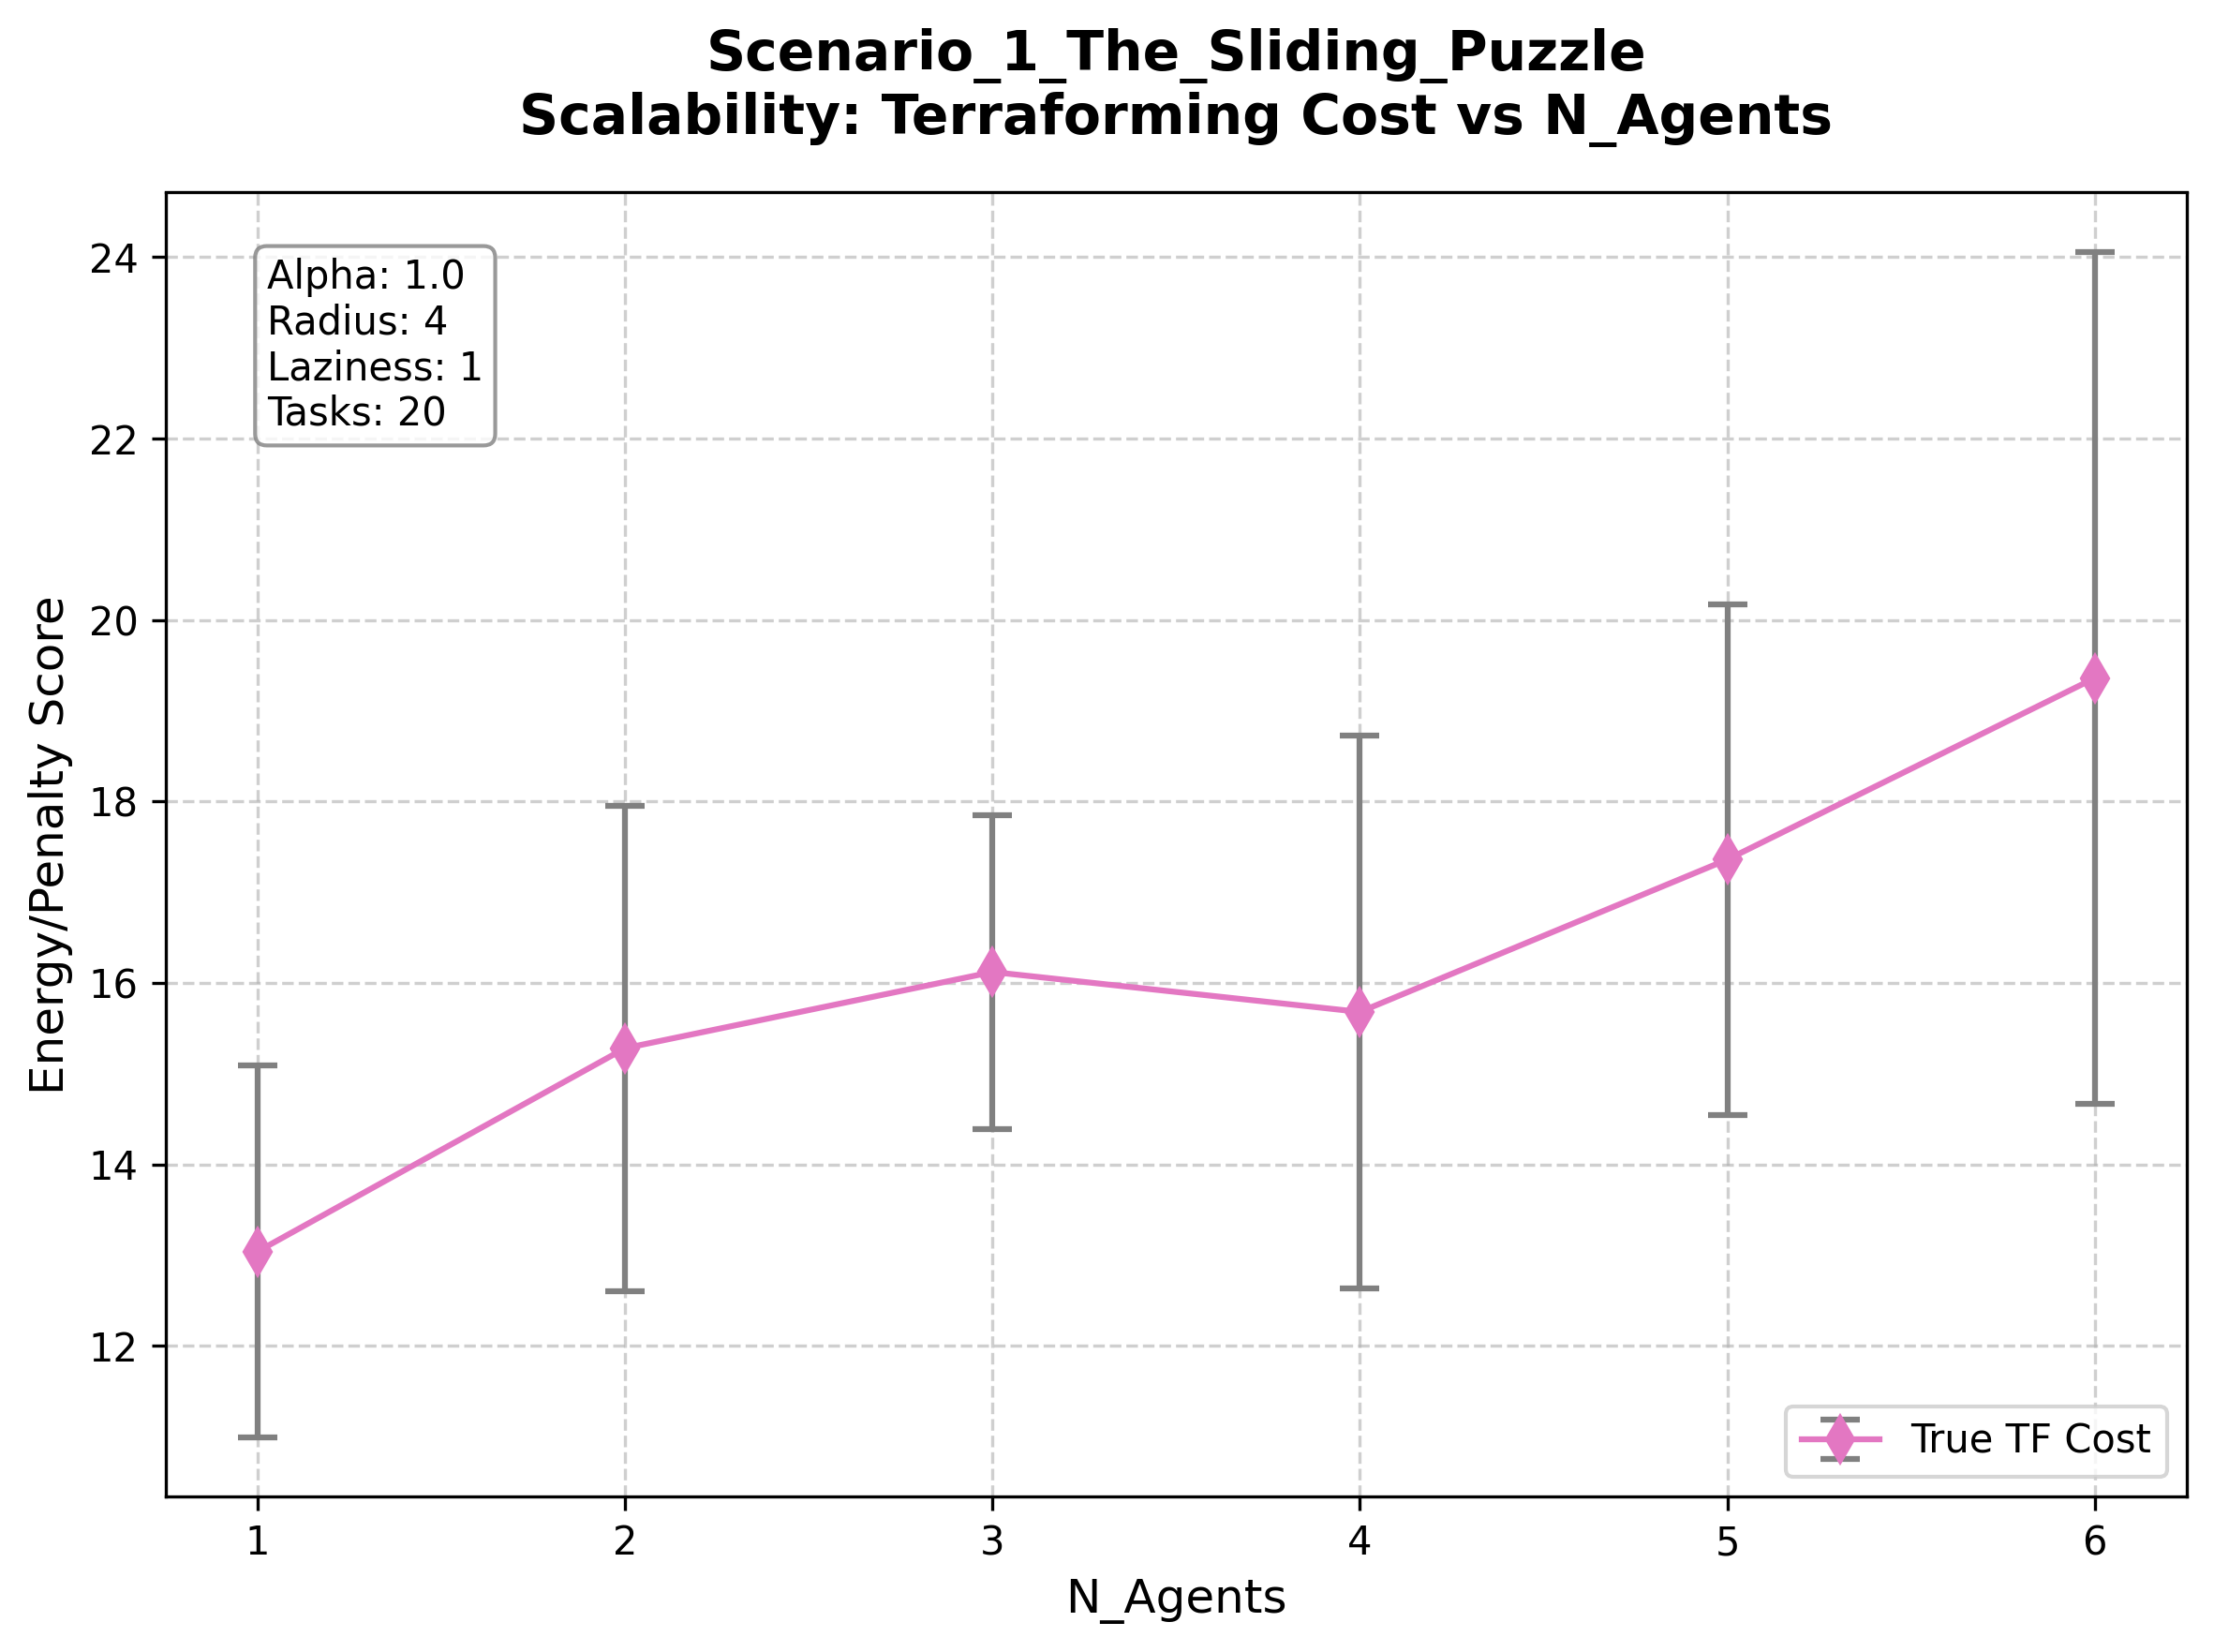 Scenario_1_The_Sliding_Puzzle
Scalability: Terraforming Cost vs N_Agents
Alpha: 1.0
Radius: 4
Laziness: 1
Tasks: 20
Energy/Penalty Score
24
22
20
18
16
14
12
True TF Cost
1
2
3
4
5
6
N_Agents